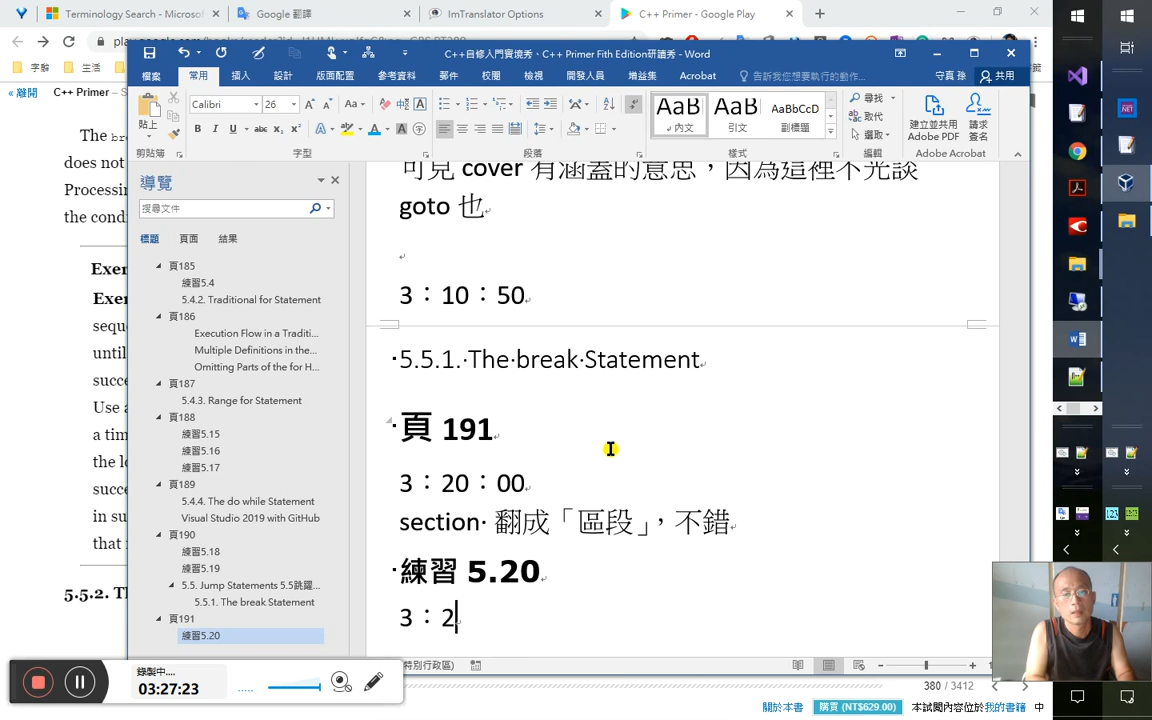 Terminology Search - Microsof
Google 翻譯
ImTranslator Options
C++ Primer - Google Play
字辭
生活
離開
C++ Primer
C++自修入門實境秀、C++ Primer Fith Edition研讀秀 - Word
檔案
常用
插入
設計
版面配置
參考資料
郵件
校閱
檢視
開發人員
增益集
Acrobat
告訴我您想要執行的動作...
守真 孫
共用
貼上
Calibri
26
AaBb
AaBb
AaBbCcD
內文
引文
副標題
尋找
取代
選取
建立並共用
Adobe PDF
請求
簽名
剪貼簿
字型
段落
樣式
編輯
Adobe Acrobat
The
does not
Processin
the cond
Exer
Exer
sequ
until
succe
Use a
a tim
the lo
succe
in su
that r
5.5.2. T
導覽
搜尋文件
標題
頁面
結果
頁185
練習5.4
5.4.2. Traditional for Statement
頁186
Execution Flow in a Traditi...
Multiple Definitions in the...
Omitting Parts of the for H...
頁187
5.4.3. Range for Statement
頁188
練習5.15
練習5.16
練習5.17
頁189
5.4.4. The do while Statement
Visual Studio 2019 with GitHub
頁190
練習5.18
練習5.19
5.5. Jump Statements 5.5跳躍...
5.5.1. The break Statement
頁191
練習5.20
可見 cover 有涵蓋的意思，因為這裡不光談
goto 也
3：10：50
5.5.1. The break Statement
頁 191
3：20：00
section 翻成「區段」，不錯
練習 5.20
3：2
特別行政區)
錄製中....
03:27:23
380 / 3412
關於本書
購買 (NT$629.00)
本試閱內容位於我的書籍
中